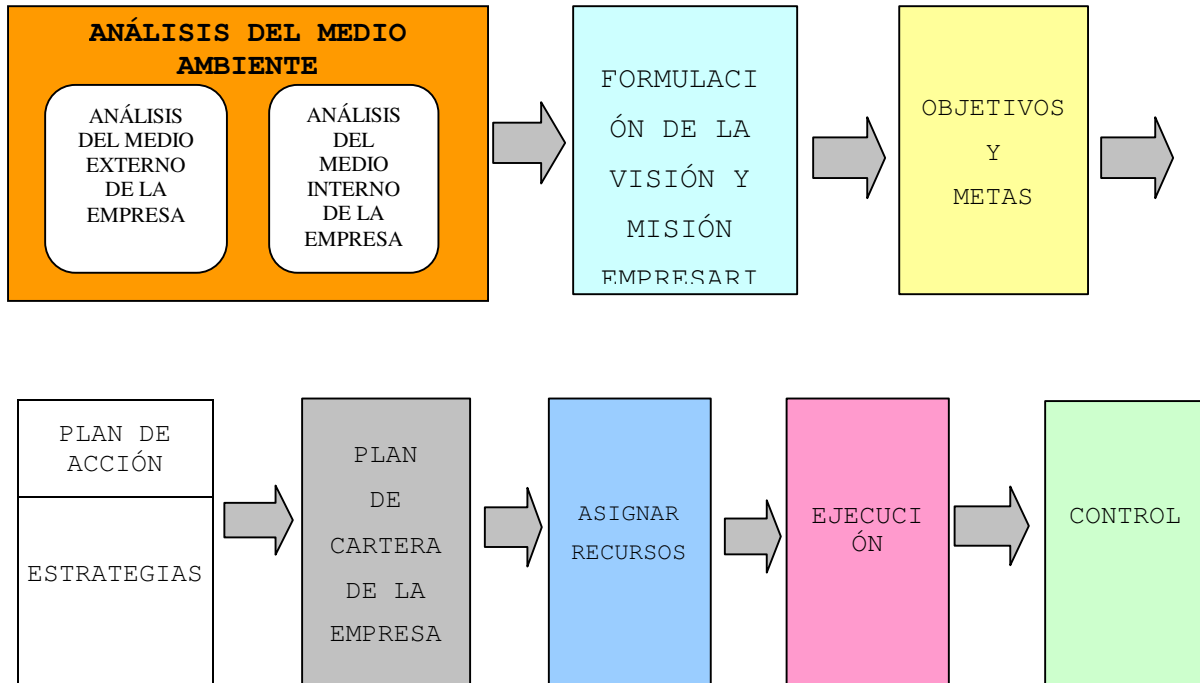 ANÁLISIS DEL MEDIO
AMBIENTE
ANÁLISIS
DEL MEDIO
EXTERNO
DE LA
EMPRESA
ANÁLISIS
DEL
MEDIO
INTERNO
DE LA
EMPRESA
FORMULACI
ÓN DE LA
VISIÓN Y
MISIÓN
EMPRESARI
OBJETIVOS
Y
METAS
PLAN DE
ACCIÓN
ESTRATEGIAS
PLAN
DE
CARTERA
DE LA
EMPRESA
ASIGNAR
RECURSOS
EJECUCI
ÓN
CONTROL